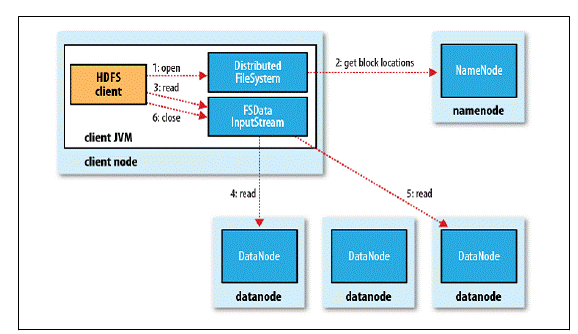 1: open
HDFS
client
3: read
6: close
Distributed
FileSystem
FSData
InputStream
client JVM
client node
2: get block locations
NameNode
namenode
4: read
5: read
DataNode
datanode
DataNode
datanode
DataNode
datanode